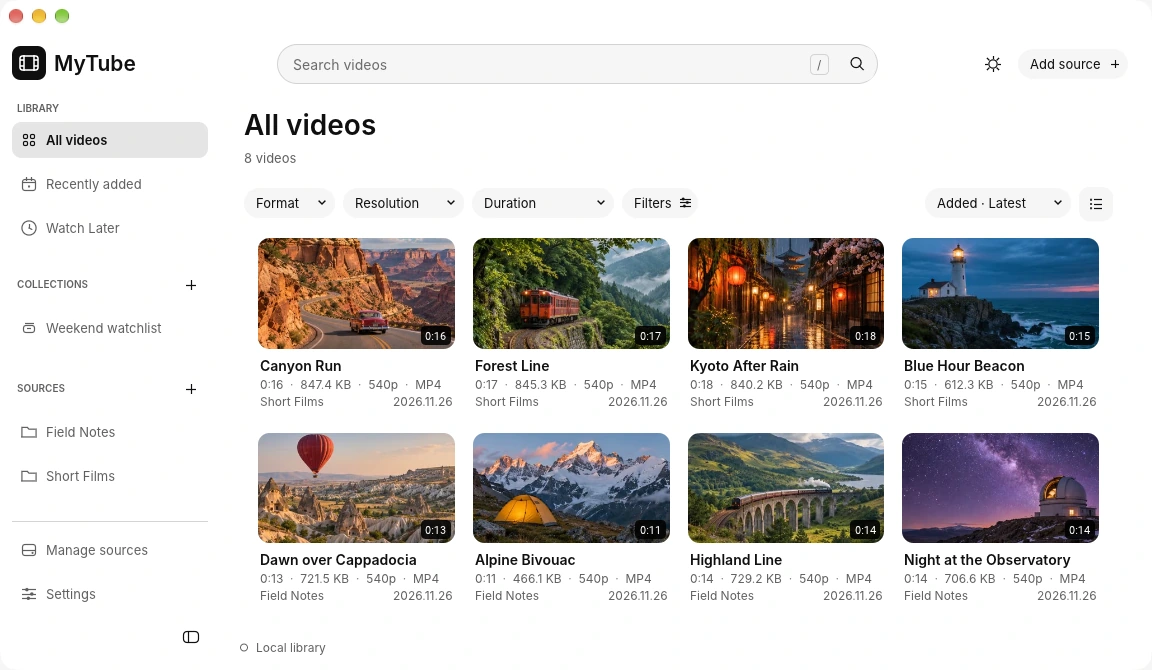 MyTube
Search videos
/
Add source +
LIBRARY
All videos
Recently added
Watch Later
COLLECTIONS +
Weekend watchlist
SOURCES +
Field Notes
Short Films
Manage sources
Settings
All videos
8 videos
Format
Resolution
Duration
Filters
Added · Latest
0:16
Canyon Run
0:16 · 847.4 KB · 540p · MP4
Short Films 2026.11.26
0:17
Forest Line
0:17 · 845.3 KB · 540p · MP4
Short Films 2026.11.26
0:18
Kyoto After Rain
0:18 · 840.2 KB · 540p · MP4
Short Films 2026.11.26
0:15
Blue Hour Beacon
0:15 · 612.3 KB · 540p · MP4
Short Films 2026.11.26
0:13
Dawn over Cappadocia
0:13 · 721.5 KB · 540p · MP4
Field Notes 2026.11.26
0:11
Alpine Bivouac
0:11 · 466.1 KB · 540p · MP4
Field Notes 2026.11.26
0:14
Highland Line
0:14 · 729.2 KB · 540p · MP4
Field Notes 2026.11.26
0:14
Night at the Observatory
0:14 · 706.6 KB · 540p · MP4
Field Notes 2026.11.26
Local library